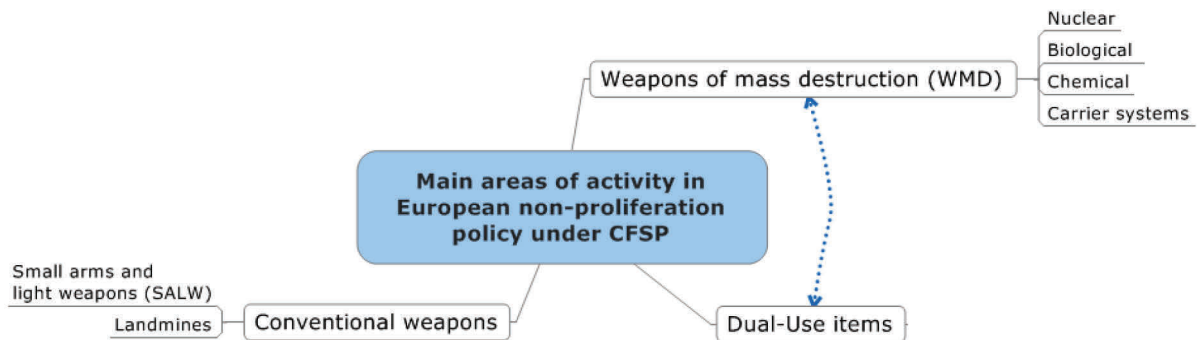 Nuclear
Biological
Weapons of mass destruction (WMD)
Chemical
Carrier systems
Main areas of activity in
European non-proliferation
policy under CFSP
Small arms and
light weapons (SALW)
Landmines
Conventional weapons
Dual-Use items